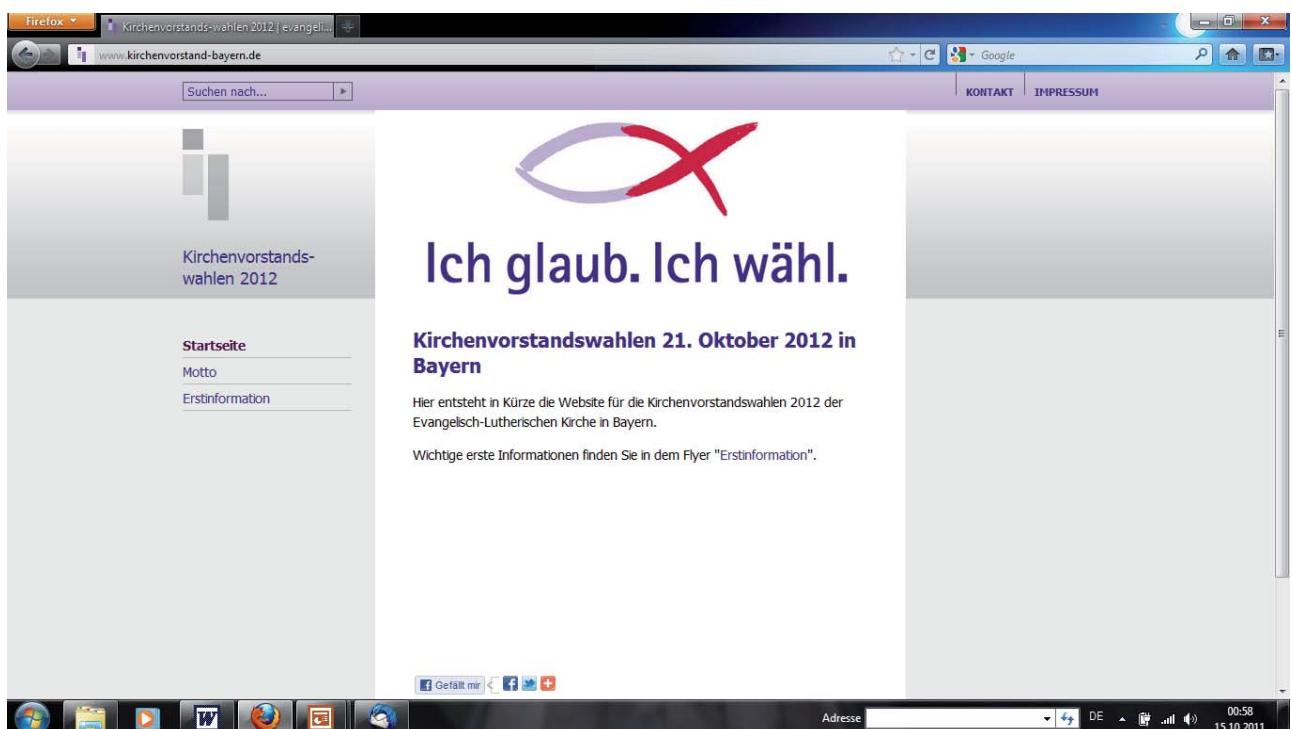 Firefox
Kirchenvorstands-wahlen 2012 | evangeli...
www.kirchenvorstand-bayern.de
Google
Suchen nach...
KONTAKT
IMPRESSUM
Ich glaub. Ich wähl.
Kirchenvorstands-
wahlen 2012
Startseite
Motto
Erstinformation
Kirchenvorstandswahlen 21. Oktober 2012 in
Bayern
Hier entsteht in Kürze die Website für die Kirchenvorstandswahlen 2012 der
Evangelisch-Lutherischen Kirche in Bayern.
Wichtige erste Informationen finden Sie in dem Flyer "Erstinformation".
Gefällt mir
Adresse
DE
00:58
15.10.2011